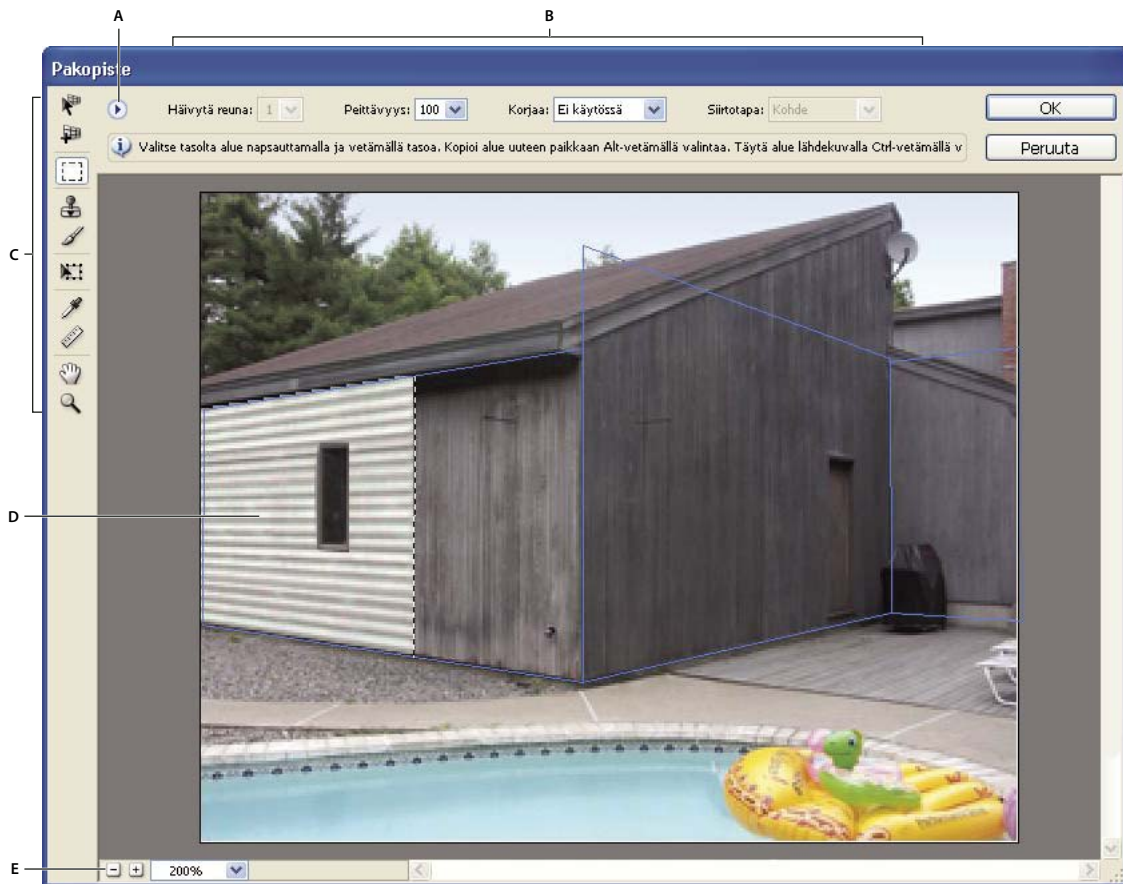 A
B
Pakopiste
Häivytä reuna: 1 Peittävyys: 100 Korjaa: Ei käytössä Siirtotapa: Kohde OK
Valitse tasolta alue napsauttamalla ja vetämällä tasoa. Kopioi alue uuteen paikkaan Alt-vetämällä valintaa. Täytä alue lähdekuvalla Ctrl-vetämällä v
Peruuta
C
D
E
200%